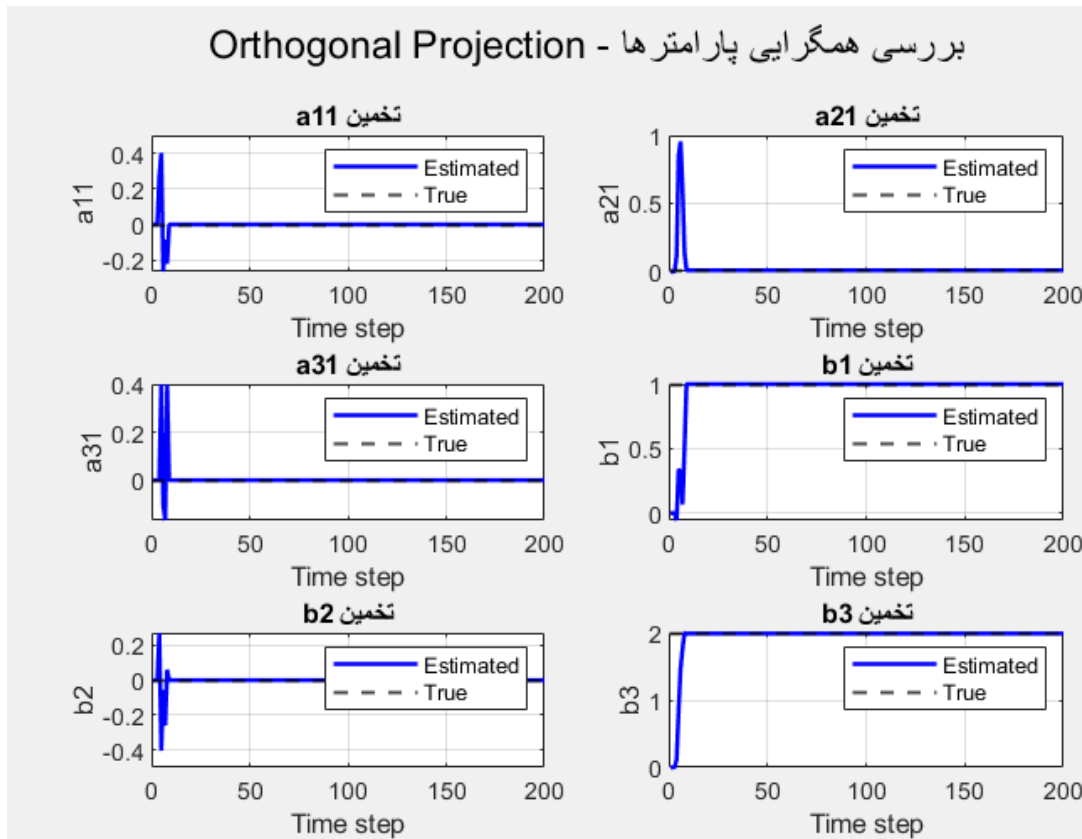 Orthogonal Projection - بررسی همگرایی پارامترها
تخمین a11
0.4
0.2
0
-0.2
a11
Estimated
True
0 50 100 150 200
Time step
تخمین a21
1
0.5
0
a21
Estimated
True
0 50 100 150 200
Time step
تخمین a31
0.4
0.2
0
a31
Estimated
True
0 50 100 150 200
Time step
تخمین b1
1
0.5
0
b1
Estimated
True
0 50 100 150 200
Time step
تخمین b2
0.2
0
-0.2
-0.4
b2
Estimated
True
0 50 100 150 200
Time step
تخمین b3
2
1
0
b3
Estimated
True
0 50 100 150 200
Time step